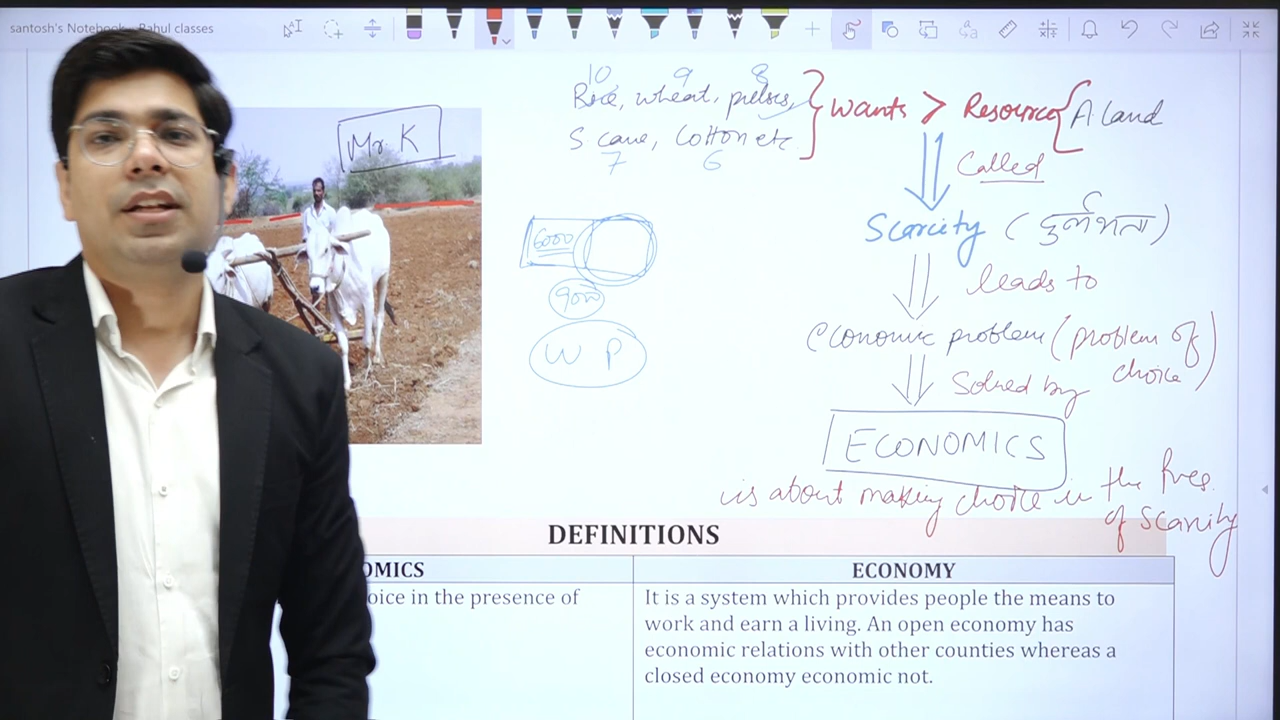 santosh's Notebook - Rahul classes
Mr. K
10 9 8
Rice, wheat, pulses,
S cane, Cotton etc
7 6
Wants > Resource { A. Land
Called
Scarcity (दुर्लभता)
leads to
6000
9000
W P
Economic problem (problem of choice)
Solved by
ECONOMICS
is about making choice in the Pres.
of scarcity
DEFINITIONS
OMICS
ECONOMY
oice in the presence of
It is a system which provides people the means to
work and earn a living. An open economy has
economic relations with other counties whereas a
closed economy economic not.